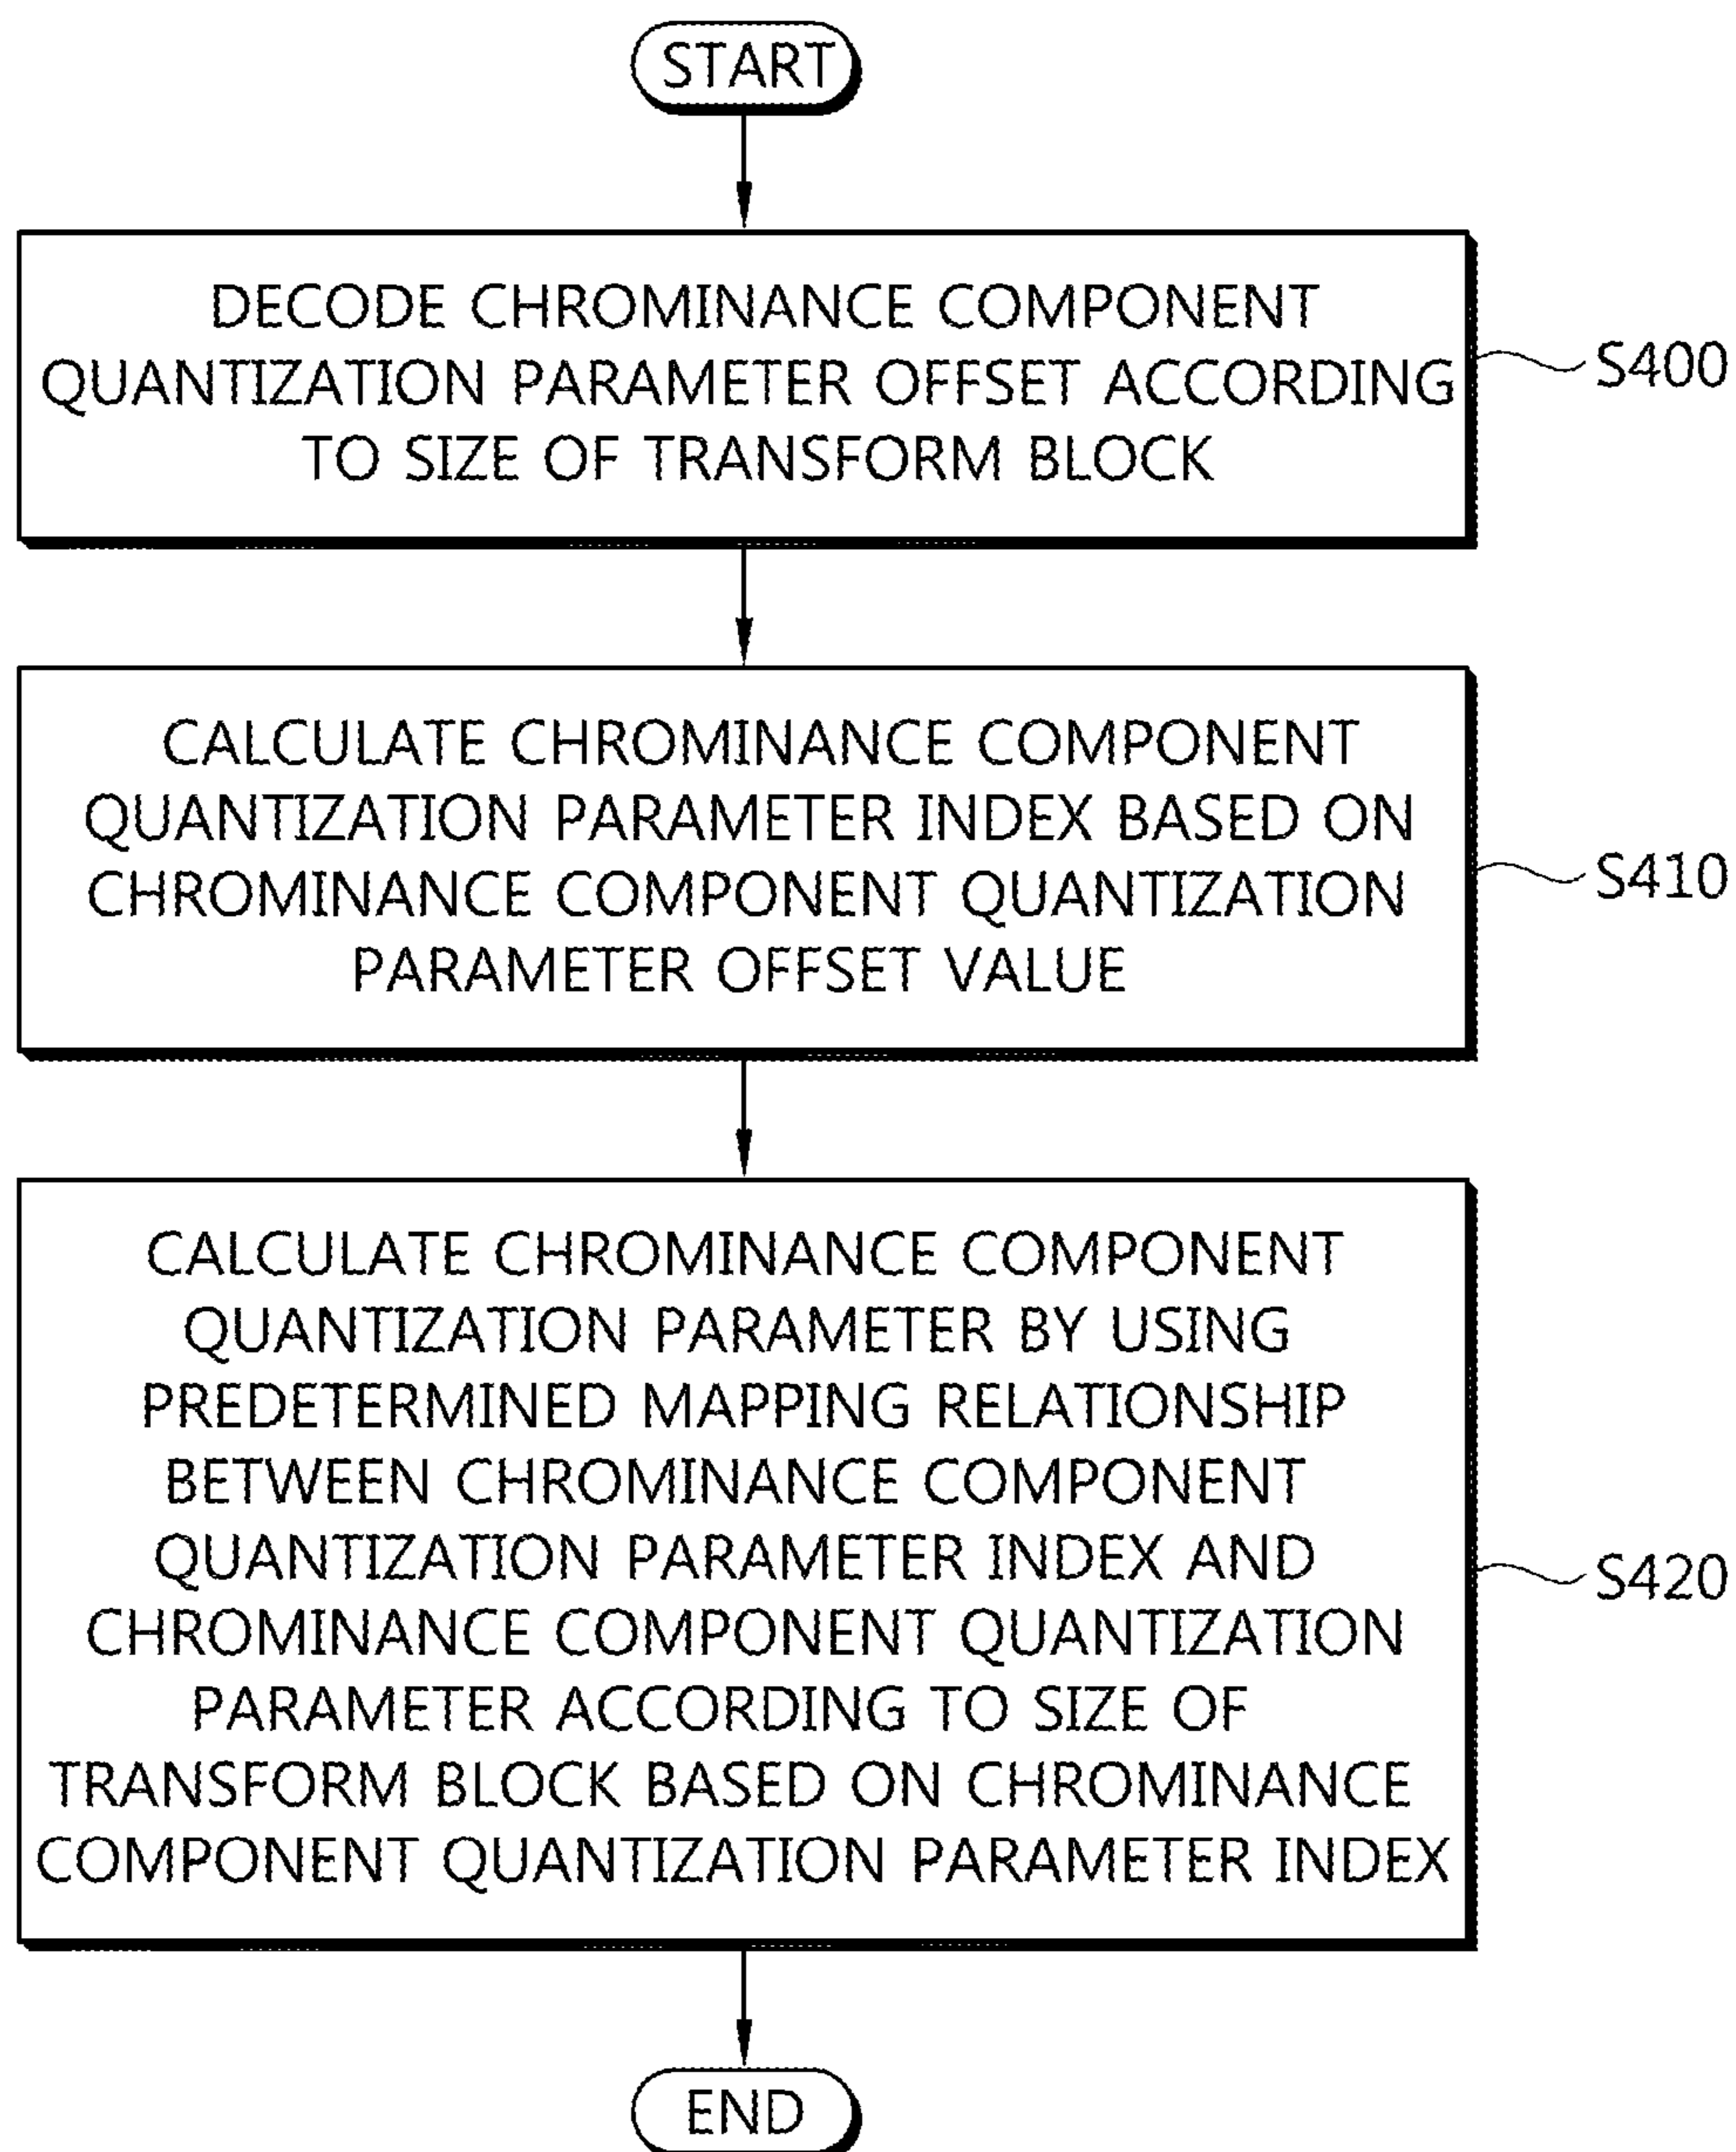 START
DECODE CHROMINANCE COMPONENT
QUANTIZATION PARAMETER OFFSET ACCORDING
TO SIZE OF TRANSFORM BLOCK
S400
CALCULATE CHROMINANCE COMPONENT
QUANTIZATION PARAMETER INDEX BASED ON
CHROMINANCE COMPONENT QUANTIZATION
PARAMETER OFFSET VALUE
S410
CALCULATE CHROMINANCE COMPONENT
QUANTIZATION PARAMETER BY USING
PREDETERMINED MAPPING RELATIONSHIP
BETWEEN CHROMINANCE COMPONENT
QUANTIZATION PARAMETER INDEX AND
CHROMINANCE COMPONENT QUANTIZATION
PARAMETER ACCORDING TO SIZE OF
TRANSFORM BLOCK BASED ON CHROMINANCE
COMPONENT QUANTIZATION PARAMETER INDEX
S420
END